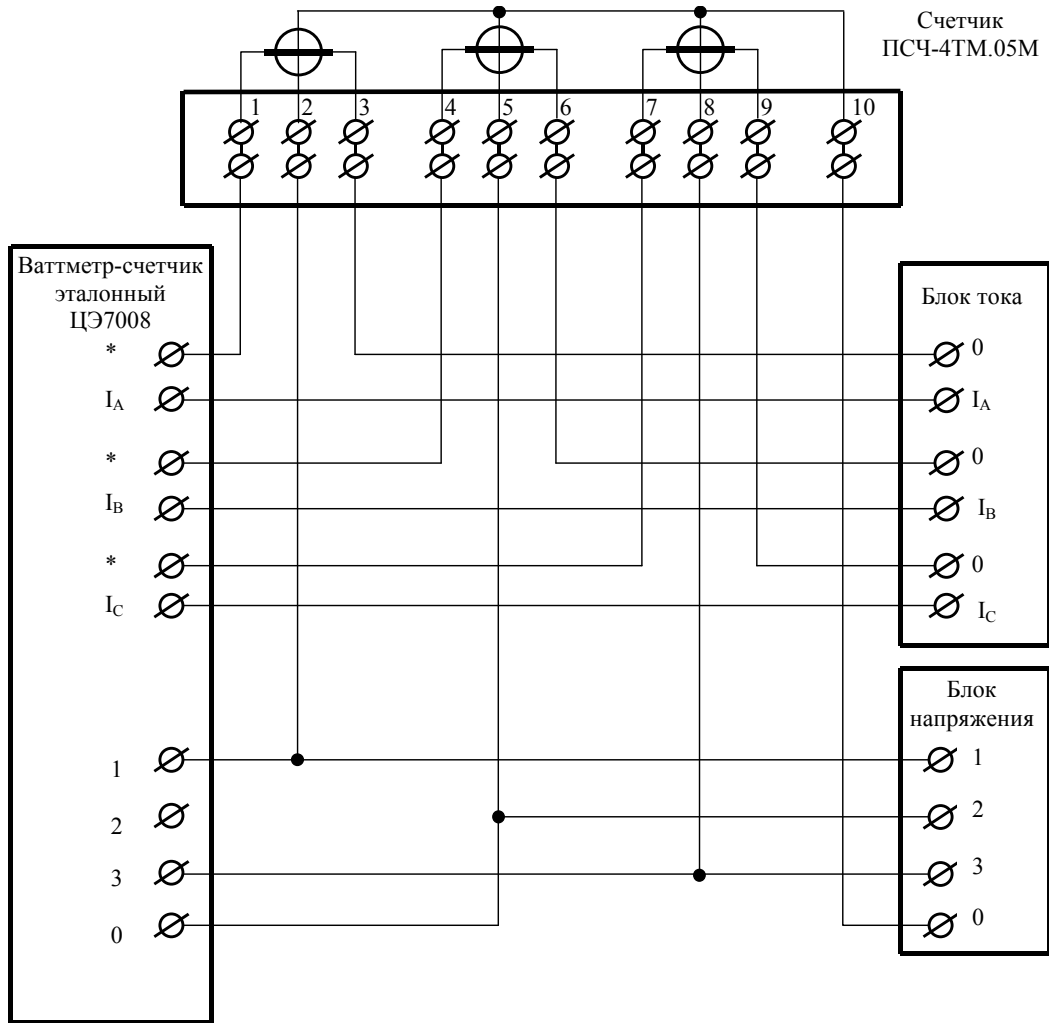 Счетчик
ПСЧ-4ТМ.05М
1 2 3 4 5 6 7 8 9 10
Ваттметр-счетчик
эталонный
ЦЭ7008
*
IA
*
IB
*
IC
1
2
3
0
Блок тока
0
IA
0
IB
0
IC
Блок
напряжения
1
2
3
0